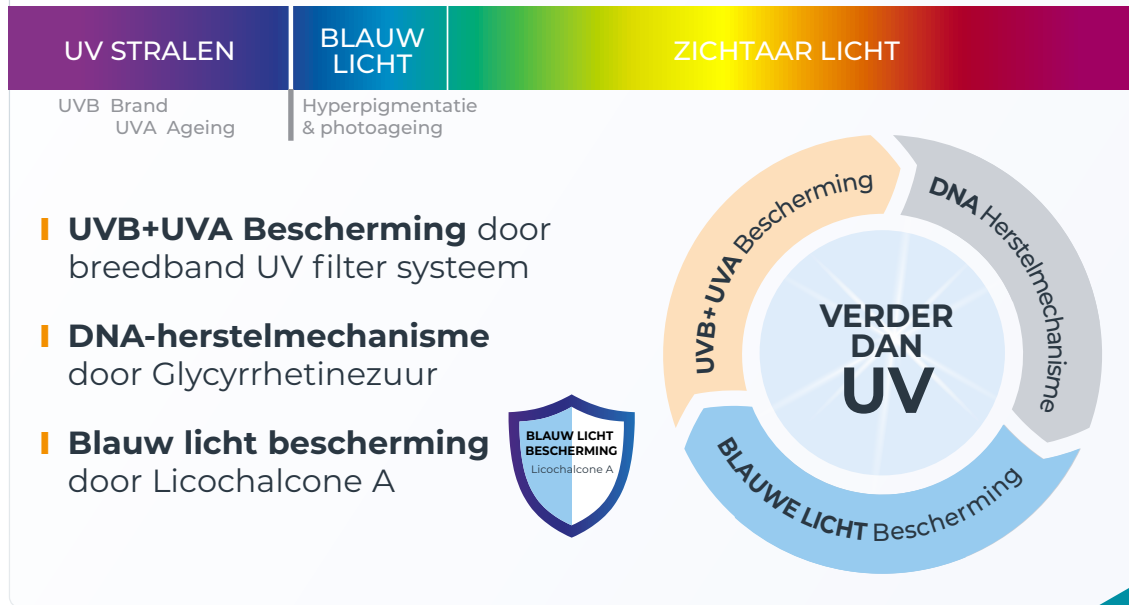 UV STRALEN
BLAUW
LICHT
ZICHTAAR LICHT
UVB Brand
UVA Ageing
Hyperpigmentatie
& photoageing
UVB+UVA Bescherming door
breedband UV filter systeem
DNA-herstelmechanisme
door Glycyrrhetinezuur
Blauw licht bescherming
door Licochalcone A
BLAUW LICHT
BESCHERMING
Licochalcone A
UVB+ UVA Bescherming
DNA Herstelmechanisme
BLAUWE LICHT Bescherming
VERDER
DAN
UV